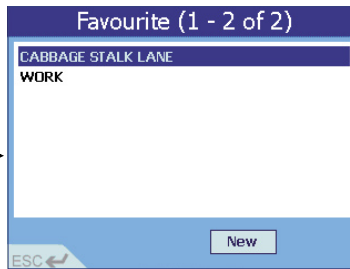 Favourite (1 - 2 of 2)
CABBAGE STALK LANE
WORK
New
ESC